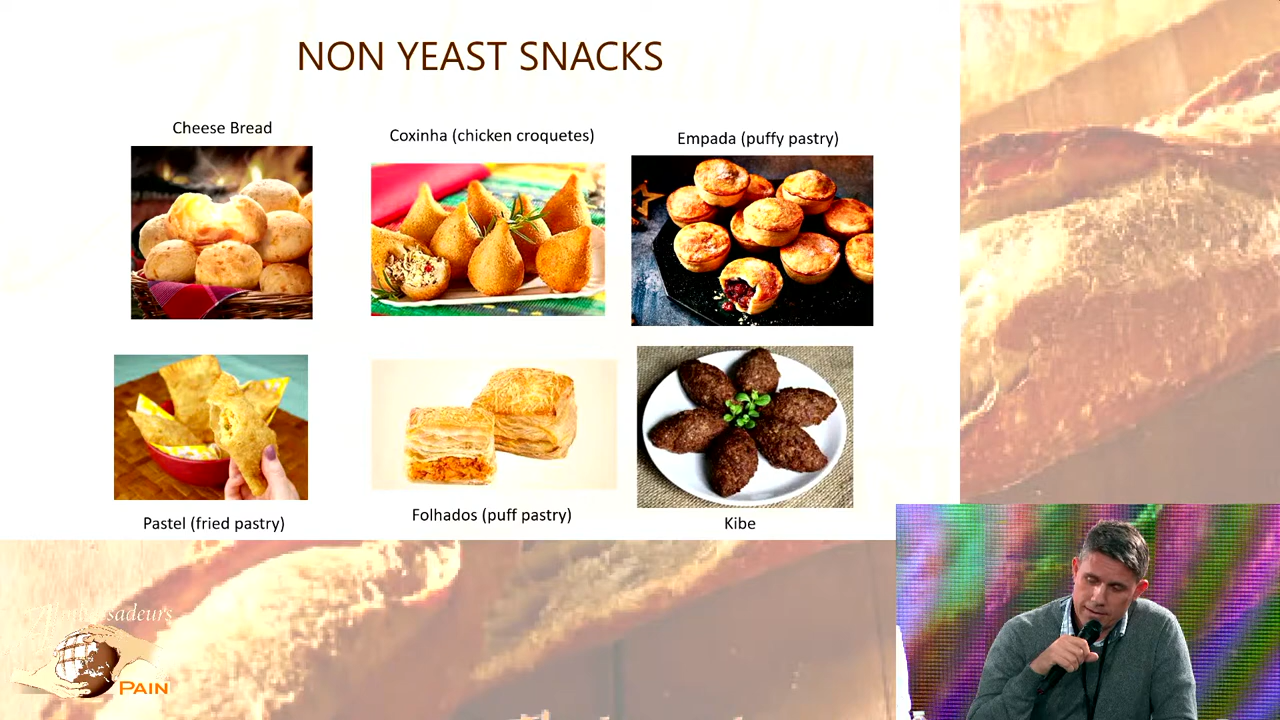 NON YEAST SNACKS
Cheese Bread
Coxinha (chicken croquetes)
Empada (puffy pastry)
Pastel (fried pastry)
Folhados (puff pastry)
Kibe
Ambassadeurs
PAIN